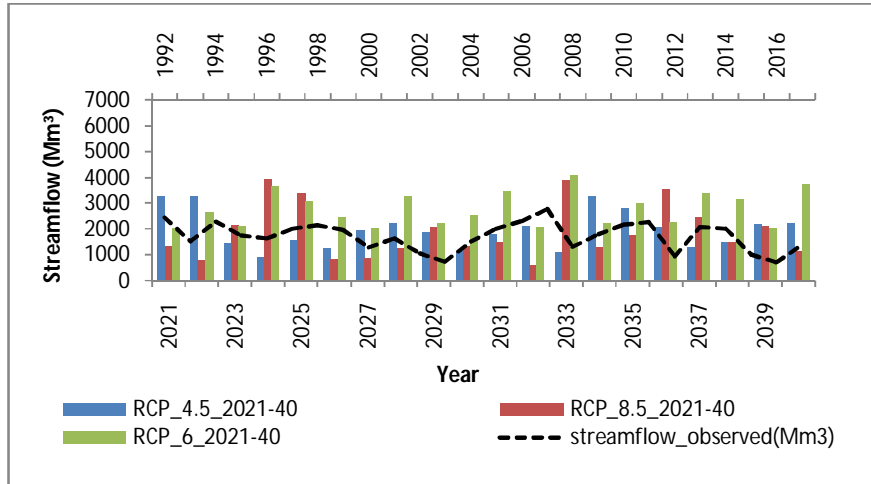 1992 1994 1996 1998 2000 2002 2004 2006 2008 2010 2012 2014 2016
Streamflow (Mm³)
7000
6000
5000
4000
3000
2000
1000
0
2021 2023 2025 2027 2029 2031 2033 2035 2037 2039
Year
RCP_4.5_2021-40 RCP_8.5_2021-40
RCP_6_2021-40 streamflow_observed(Mm3)